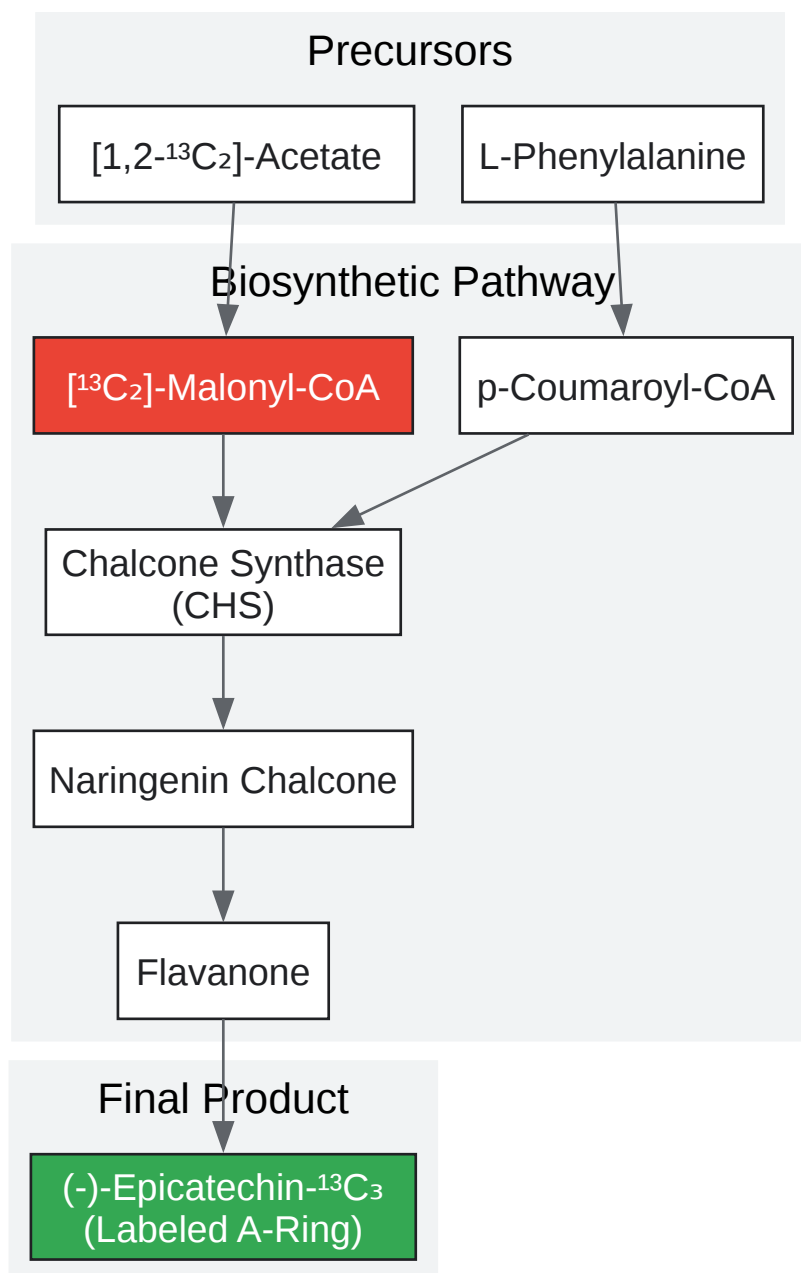 Precursors
[1,2-¹³C₂]-Acetate
L-Phenylalanine
Biosynthetic Pathway
[¹³C₂]-Malonyl-CoA
p-Coumaroyl-CoA
Chalcone Synthase
(CHS)
Naringenin Chalcone
Flavanone
Final Product
(-)-Epicatechin-¹³C₃
(Labeled A-Ring)